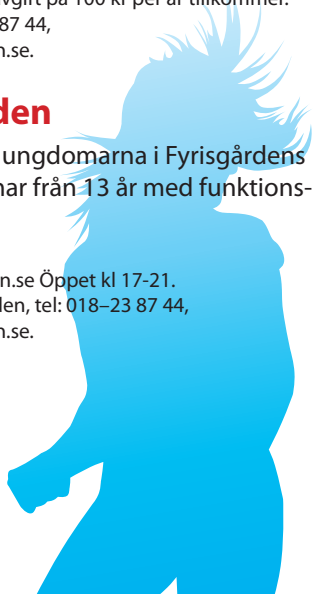 avgift på 100 kr per år tillkommer.
87 44,
n.se.
den
ungdomarna i Fyrisgårdens
nar från 13 år med funktions-
n.se Öppet kl 17-21.
den, tel: 018–23 87 44,
n.se.